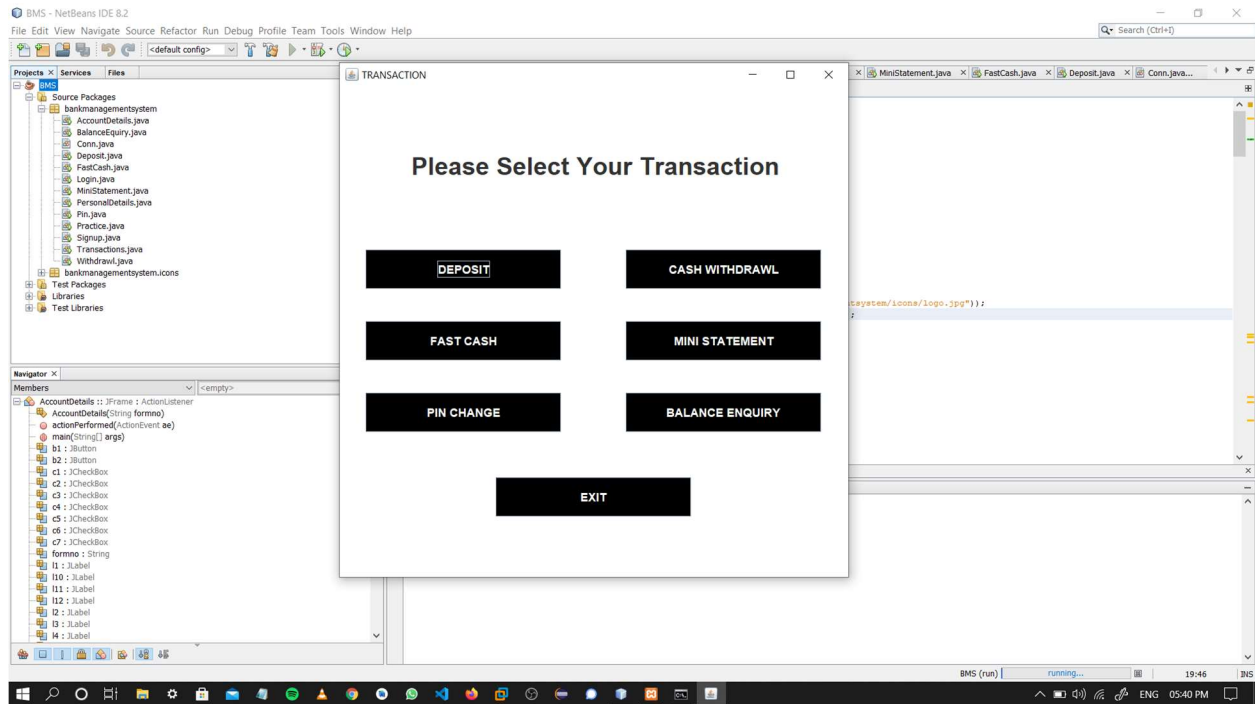 BMS - NetBeans IDE 8.2
File Edit View Navigate Source Refactor Run Debug Profile Team Tools Window Help
Search (Ctrl+I)
<default config>
Projects Services Files
MiniStatement.java FastCash.java Deposit.java Conn.java...
BMS
Source Packages
bankmanagementsystem
AccountDetails.java
BalanceEquiry.java
Conn.java
Deposit.java
FastCash.java
Login.java
MiniStatement.java
PersonalDetails.java
Pin.java
Practice.java
Signup.java
Transactions.java
Withdrawl.java
bankmanagementsystem.icons
Test Packages
Libraries
Test Libraries
TRANSACTION
Please Select Your Transaction
DEPOSIT CASH WITHDRAWL
FAST CASH MINI STATEMENT
PIN CHANGE BALANCE ENQUIRY
EXIT
tsystem/icons/logo.jpg"));
;
Navigator
Members <empty>
AccountDetails :: JFrame : ActionListener
AccountDetails(String formno)
actionPerformed(ActionEvent ae)
main(String[] args)
b1 : JButton
b2 : JButton
c1 : JCheckBox
c2 : JCheckBox
c3 : JCheckBox
c4 : JCheckBox
c5 : JCheckBox
c6 : JCheckBox
c7 : JCheckBox
formno : String
l1 : JLabel
l10 : JLabel
l11 : JLabel
l12 : JLabel
l2 : JLabel
l3 : JLabel
l4 : JLabel
BMS (run) running... 19:46 INS
ENG 05:40 PM